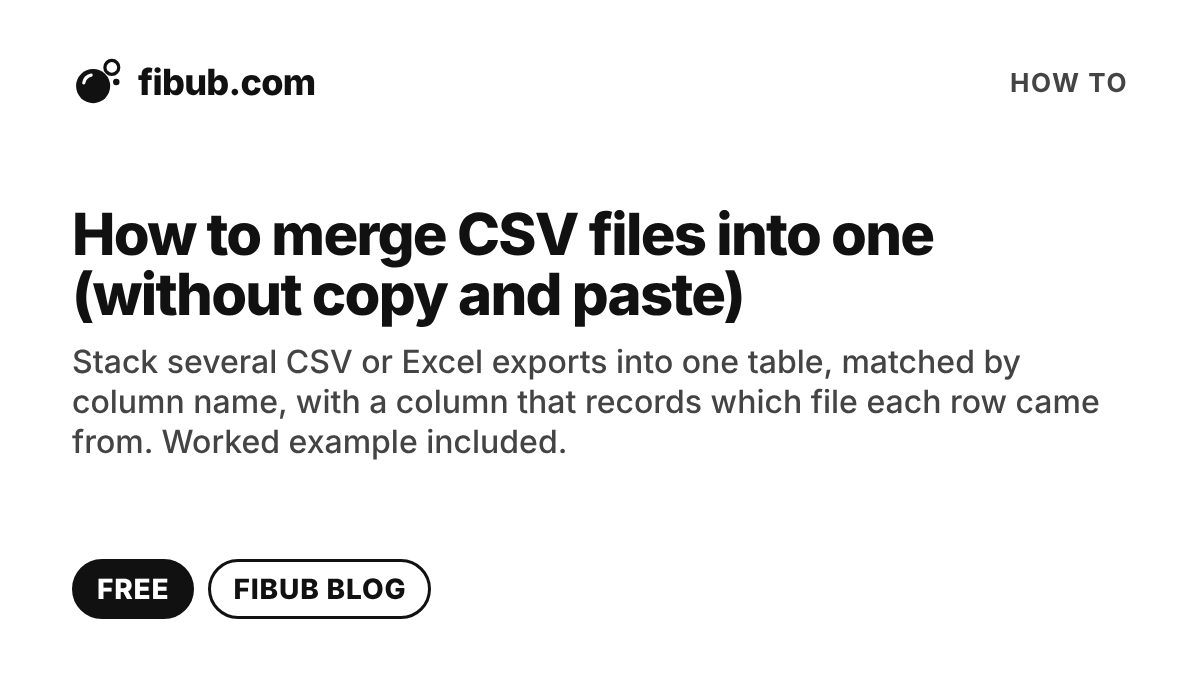 fibub.com
HOW TO
How to merge CSV files into one
(without copy and paste)
Stack several CSV or Excel exports into one table, matched by
column name, with a column that records which file each row came
from. Worked example included.
FREE
FIBUB BLOG